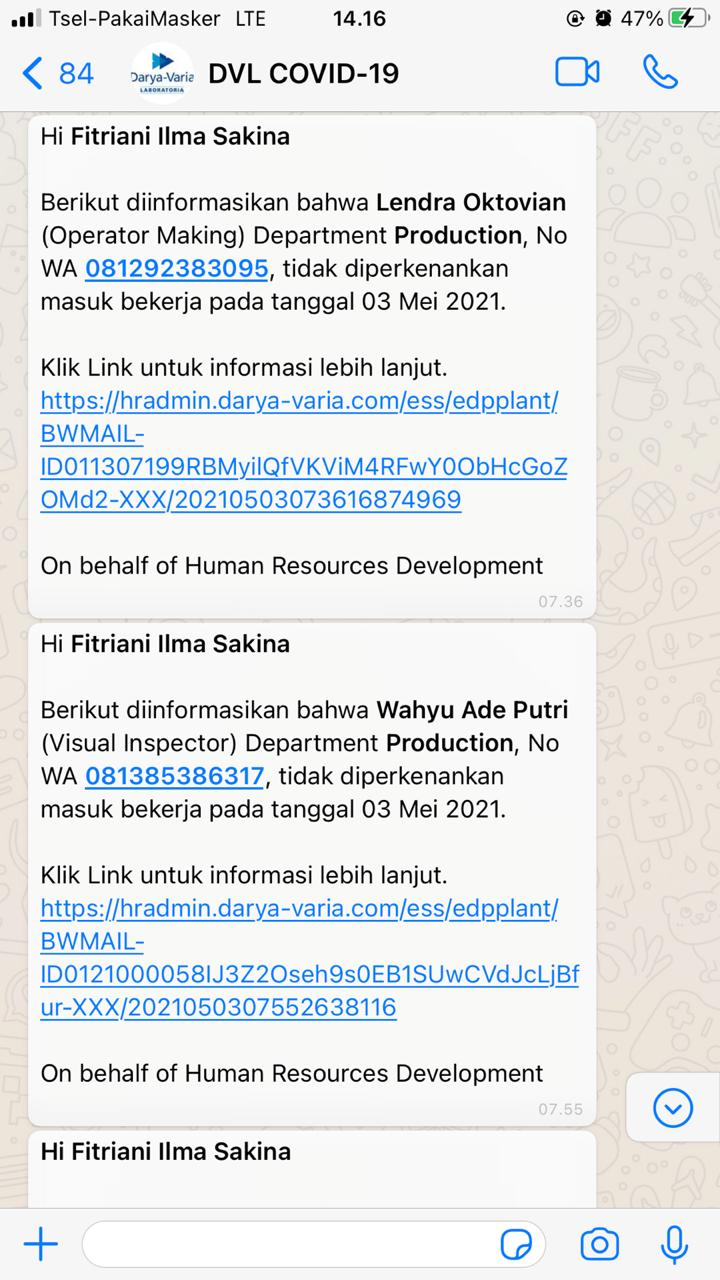 Tsel-PakaiMasker LTE 14.16 47%
84 Darya-Varia LABORATORIA DVL COVID-19
Hi Fitriani Ilma Sakina
Berikut diinformasikan bahwa Lendra Oktovian
(Operator Making) Department Production, No
WA 081292383095, tidak diperkenankan
masuk bekerja pada tanggal 03 Mei 2021.
Klik Link untuk informasi lebih lanjut.
https://hradmin.darya-varia.com/ess/edpplant/
BWMAIL-
ID011307199RBMyilQfVKViM4RFwY0ObHcGoZ
OMd2-XXX/20210503073616874969
On behalf of Human Resources Development
07.36
Hi Fitriani Ilma Sakina
Berikut diinformasikan bahwa Wahyu Ade Putri
(Visual Inspector) Department Production, No
WA 081385386317, tidak diperkenankan
masuk bekerja pada tanggal 03 Mei 2021.
Klik Link untuk informasi lebih lanjut.
https://hradmin.darya-varia.com/ess/edpplant/
BWMAIL-
ID0121000058IJ3Z2Oseh9s0EB1SUwCVdJcLjBf
ur-XXX/2021050307552638116
On behalf of Human Resources Development
07.55
Hi Fitriani Ilma Sakina